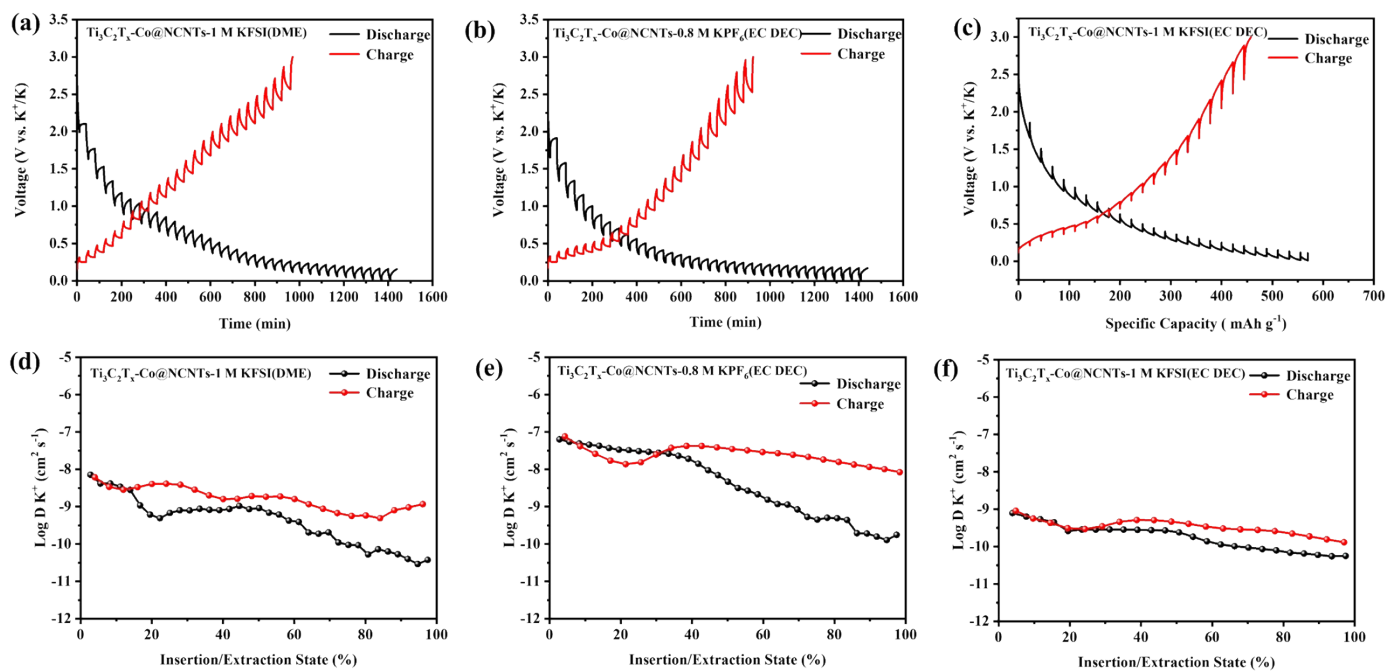 (a)
Ti₃C₂Tₓ-Co@NCNTs-1 M KFSI(DME)
Discharge
Charge
Voltage (V vs. K⁺/K)
3.5
3.0
2.5
2.0
1.5
1.0
0.5
0.0
0 200 400 600 800 1000 1200 1400 1600
Time (min)
(b)
Ti₃C₂Tₓ-Co@NCNTs-0.8 M KPF₆(EC DEC)
Discharge
Charge
Voltage (V vs. K⁺/K)
3.5
3.0
2.5
2.0
1.5
1.0
0.5
0.0
0 200 400 600 800 1000 1200 1400 1600
Time (min)
(c)
Ti₃C₂Tₓ-Co@NCNTs-1 M KFSI(EC DEC)
Discharge
Charge
Voltage (V vs. K⁺/K)
3.0
2.5
2.0
1.5
1.0
0.5
0.0
0 100 200 300 400 500 600 700
Specific Capacity ( mAh g⁻¹)
(d)
Ti₃C₂Tₓ-Co@NCNTs-1 M KFSI(DME)
Discharge
Charge
Log D K⁺ (cm² s⁻¹)
-5
-6
-7
-8
-9
-10
-11
-12
0 20 40 60 80 100
Insertion/Extraction State (%)
(e)
Ti₃C₂Tₓ-Co@NCNTs-0.8 M KPF₆(EC DEC)
Discharge
Charge
Log D K⁺ (cm² s⁻¹)
-5
-6
-7
-8
-9
-10
-11
-12
0 20 40 60 80 100
Insertion/Extraction State (%)
(f)
Ti₃C₂Tₓ-Co@NCNTs-1 M KFSI(EC DEC)
Discharge
Charge
Log D K⁺ (cm² s⁻¹)
-5
-6
-7
-8
-9
-10
-11
-12
0 20 40 60 80 100
Insertion/Extraction State (%)